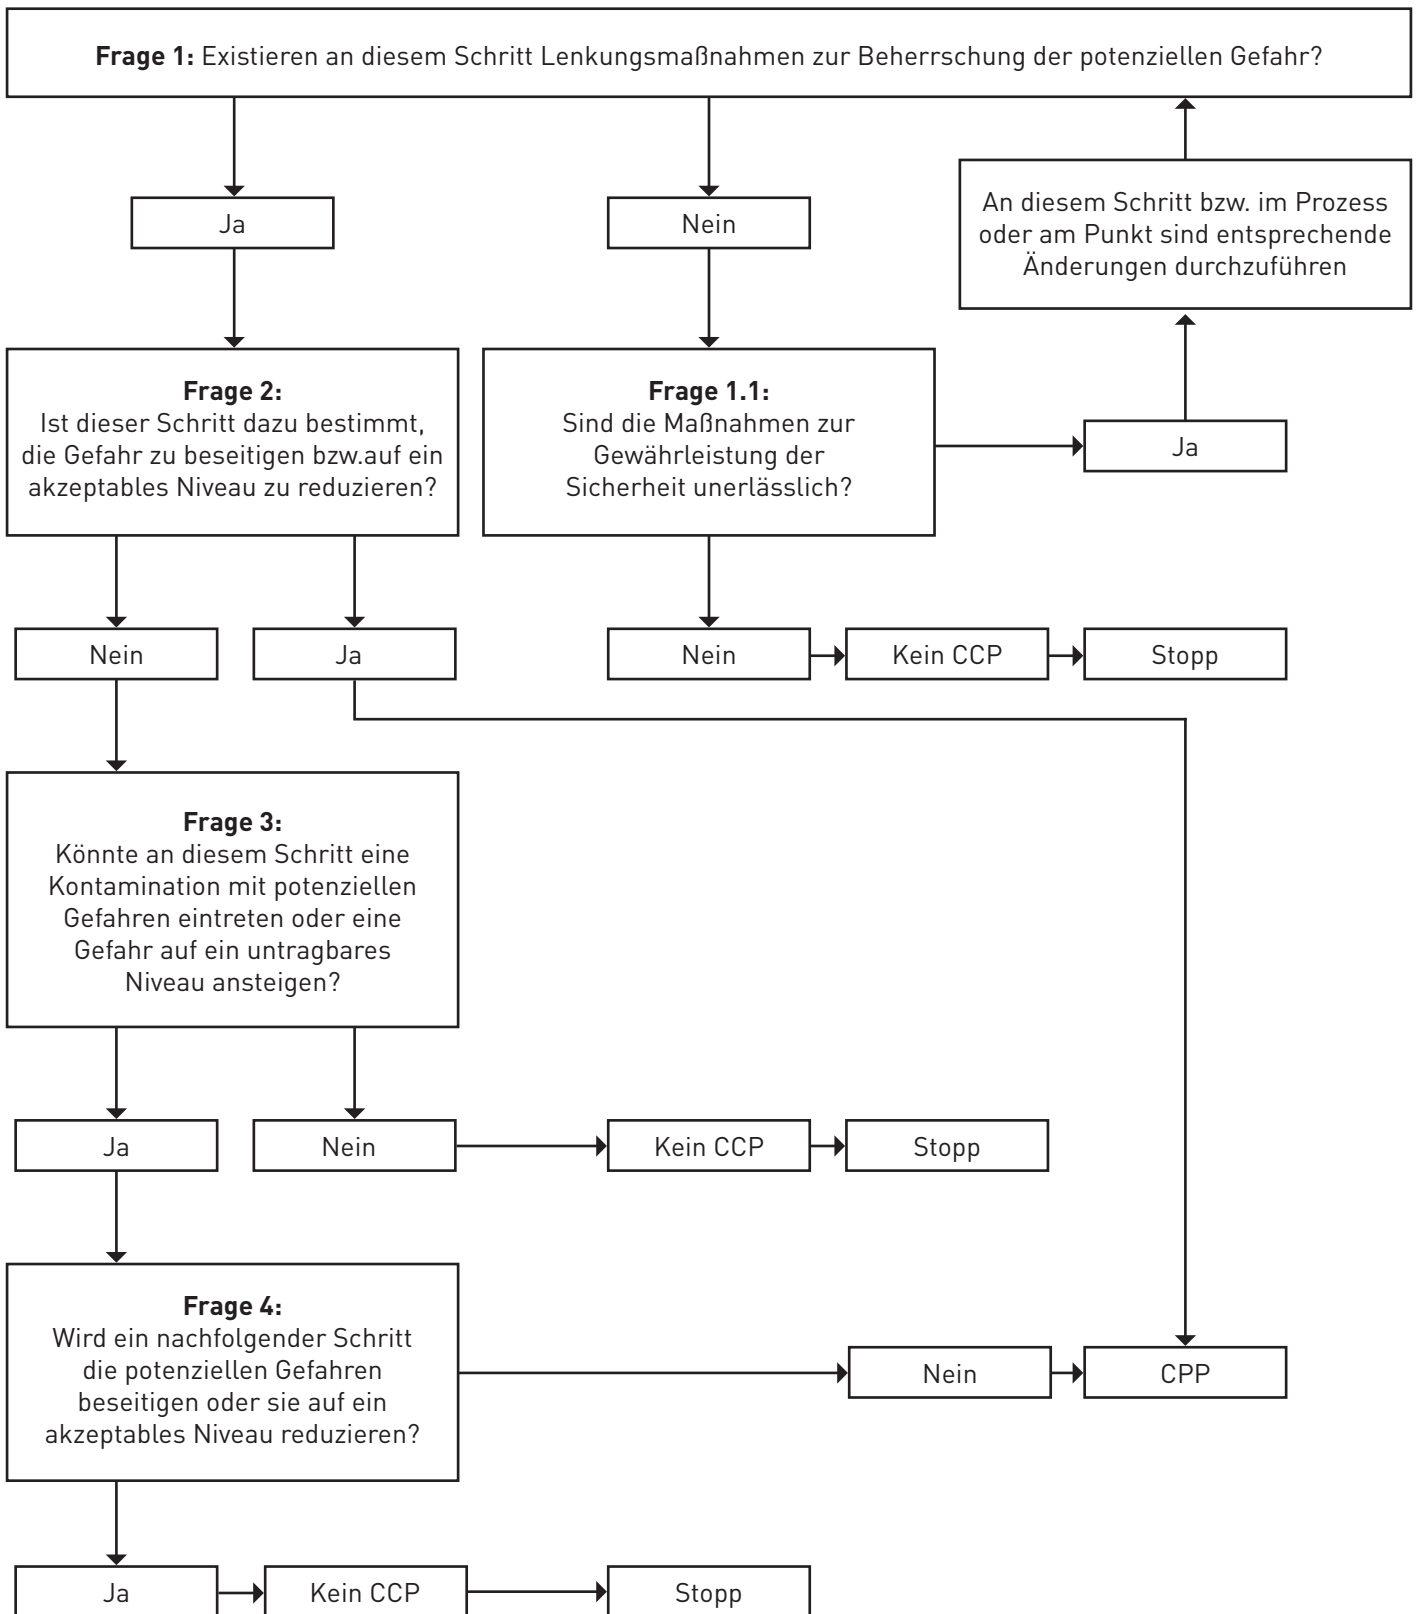 Frage 1: Existieren an diesem Schritt Lenkungsmaßnahmen zur Beherrschung der potenziellen Gefahr?
Ja
Nein
An diesem Schritt bzw. im Prozess
oder am Punkt sind entsprechende
Änderungen durchzuführen
Frage 2:
Ist dieser Schritt dazu bestimmt,
die Gefahr zu beseitigen bzw.auf ein
akzeptables Niveau zu reduzieren?
Frage 1.1:
Sind die Maßnahmen zur
Gewährleistung der
Sicherheit unerlässlich?
Ja
Nein
Ja
Nein
Kein CCP
Stopp
Frage 3:
Könnte an diesem Schritt eine
Kontamination mit potenziellen
Gefahren eintreten oder eine
Gefahr auf ein untragbares
Niveau ansteigen?
Ja
Nein
Kein CCP
Stopp
Frage 4:
Wird ein nachfolgender Schritt
die potenziellen Gefahren
beseitigen oder sie auf ein
akzeptables Niveau reduzieren?
Nein
CPP
Ja
Kein CCP
Stopp